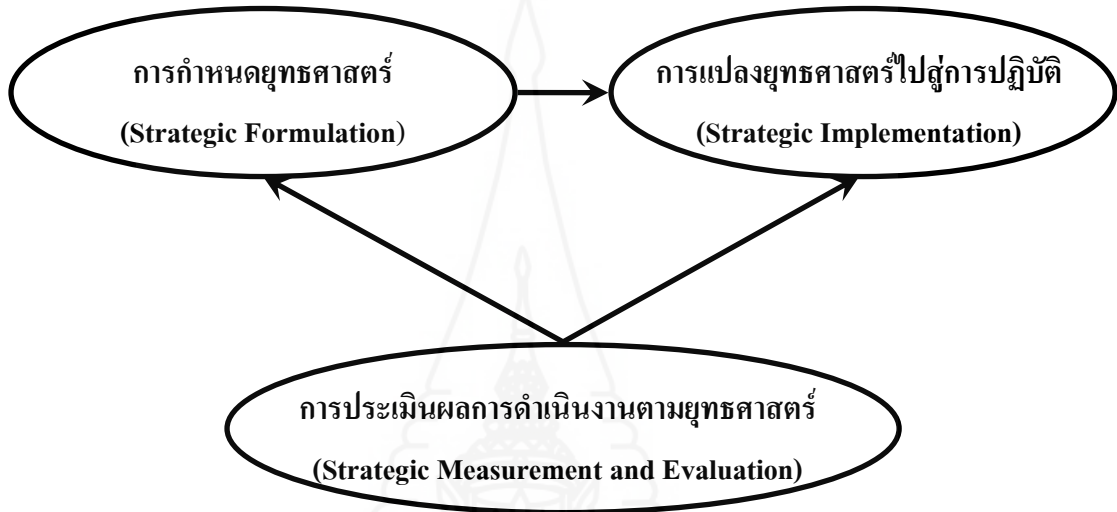 การกำหนดยุทธศาสตร์
(Strategic Formulation)
การแปลงยุทธศาสตร์ไปสู่การปฏิบัติ
(Strategic Implementation)
การประเมินผลการดำเนินงานตามยุทธศาสตร์
(Strategic Measurement and Evaluation)